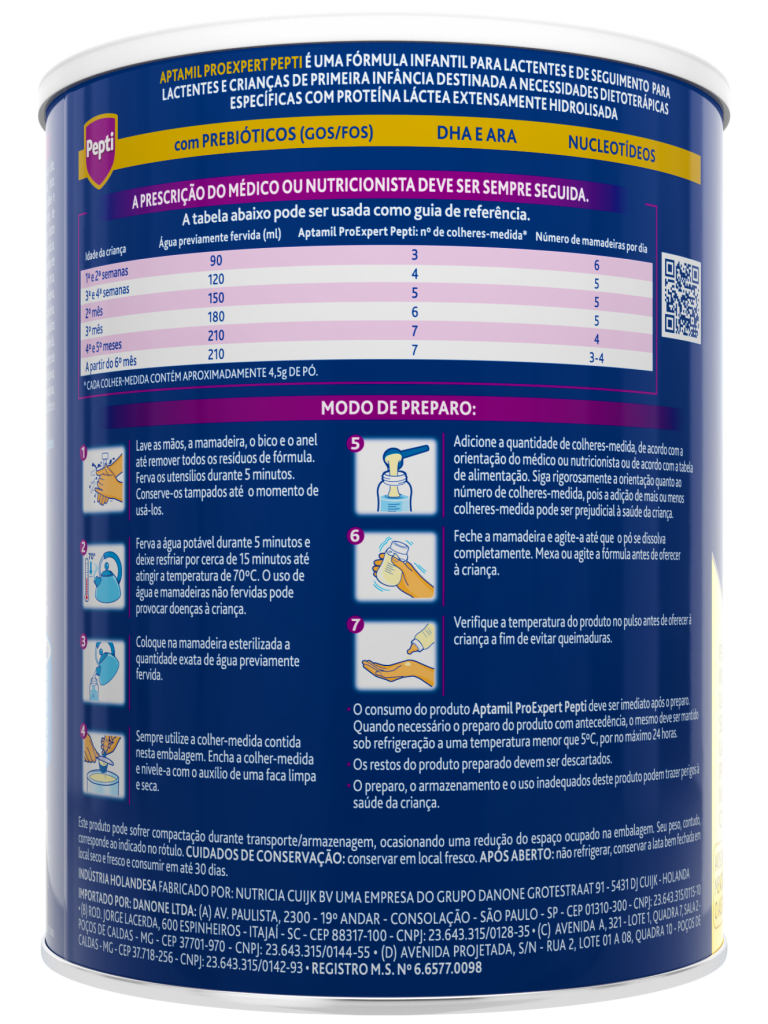 APTAMIL PROEXPERT PEPTI É UMA FÓRMULA INFANTIL PARA LACTENTES E DE SEGUIMENTO PARA
LACTENTES E CRIANÇAS DE PRIMEIRA INFÂNCIA DESTINADA A NECESSIDADES DIETOTERÁPICAS
ESPECÍFICAS COM PROTEÍNA LÁCTEA EXTENSAMENTE HIDROLISADA
Pepti
com PREBIÓTICOS (GOS/FOS) DHA E ARA NUCLEOTÍDEOS
A PRESCRIÇÃO DO MÉDICO OU NUTRICIONISTA DEVE SER SEMPRE SEGUIDA.
A tabela abaixo pode ser usada como guia de referência.
Idade da criança Água previamente fervida (ml) Aptamil ProExpert Pepti: nº de colheres-medida* Número de mamadeiras por dia
1ª e 2ª semanas 90 3 6
3ª e 4ª semanas 120 4 5
2º mês 150 5 5
3º mês 180 6 5
4º e 5º meses 210 7 4
A partir do 6º mês 210 7 3-4
*CADA COLHER-MEDIDA CONTÉM APROXIMADAMENTE 4,5g DE PÓ.
MODO DE PREPARO:
1
Lave as mãos, a mamadeira, o bico e o anel
até remover todos os resíduos de fórmula.
Ferva os utensílios durante 5 minutos.
Conserve-os tampados até o momento de
usá-los.
2
70°
Ferva a água potável durante 5 minutos e
deixe resfriar por cerca de 15 minutos até
atingir a temperatura de 70ºC. O uso de
água e mamadeiras não fervidas pode
provocar doenças à criança.
3
Coloque na mamadeira esterilizada a
quantidade exata de água previamente
fervida.
4
Sempre utilize a colher-medida contida
nesta embalagem. Encha a colher-medida
e nivele-a com o auxílio de uma faca limpa
e seca.
5
Adicione a quantidade de colheres-medida, de acordo com a
orientação do médico ou nutricionista ou de acordo com a tabela
de alimentação. Siga rigorosamente a orientação quanto ao
número de colheres-medida, pois a adição de mais ou menos
colheres-medida pode ser prejudicial à saúde da criança.
6
Feche a mamadeira e agite-a até que o pó se dissolva
completamente. Mexa ou agite a fórmula antes de oferecer
à criança.
7
Verifique a temperatura do produto no pulso antes de oferecer à
criança a fim de evitar queimaduras.
· O consumo do produto Aptamil ProExpert Pepti deve ser imediato após o preparo.
Quando necessário o preparo do produto com antecedência, o mesmo deve ser mantido
sob refrigeração a uma temperatura menor que 5ºC, por no máximo 24 horas.
· Os restos do produto preparado devem ser descartados.
· O preparo, o armazenamento e o uso inadequados deste produto podem trazer perigos à
saúde da criança.
Este produto pode sofrer compactação durante transporte/armazenagem, ocasionando uma redução do espaço ocupado na embalagem. Seu peso, contudo,
corresponde ao indicado no rótulo. CUIDADOS DE CONSERVAÇÃO: conservar em local fresco. APÓS ABERTO: não refrigerar, conservar a lata bem fechada em
local seco e fresco e consumir em até 30 dias.
INDÚSTRIA HOLANDESA FABRICADO POR: NUTRICIA CUIJK BV UMA EMPRESA DO GRUPO DANONE GROTESTRAAT 91 - 5431 DJ CUIJK - HOLANDA
IMPORTADO POR: DANONE LTDA: (A) AV. PAULISTA, 2300 - 19º ANDAR - CONSOLAÇÃO - SÃO PAULO - SP - CEP 01310-300 - CNPJ: 23.643.315/0115-10
• (B) ROD. JORGE LACERDA, 600 ESPINHEIROS - ITAJAÍ - SC - CEP 88317-100 - CNPJ: 23.643.315/0128-35 • (C) AVENIDA A, 321 - LOTE 1, QUADRA 7, SALA 2 -
POÇOS DE CALDAS - MG - CEP 37701-970 - CNPJ: 23.643.315/0144-55 • (D) AVENIDA PROJETADA, S/N - RUA 2, LOTE 01 A 08, QUADRA 10 - POÇOS DE
CALDAS - MG - CEP 37.718-256 - CNPJ: 23.643.315/0142-93 • REGISTRO M.S. Nº 6.6577.0098